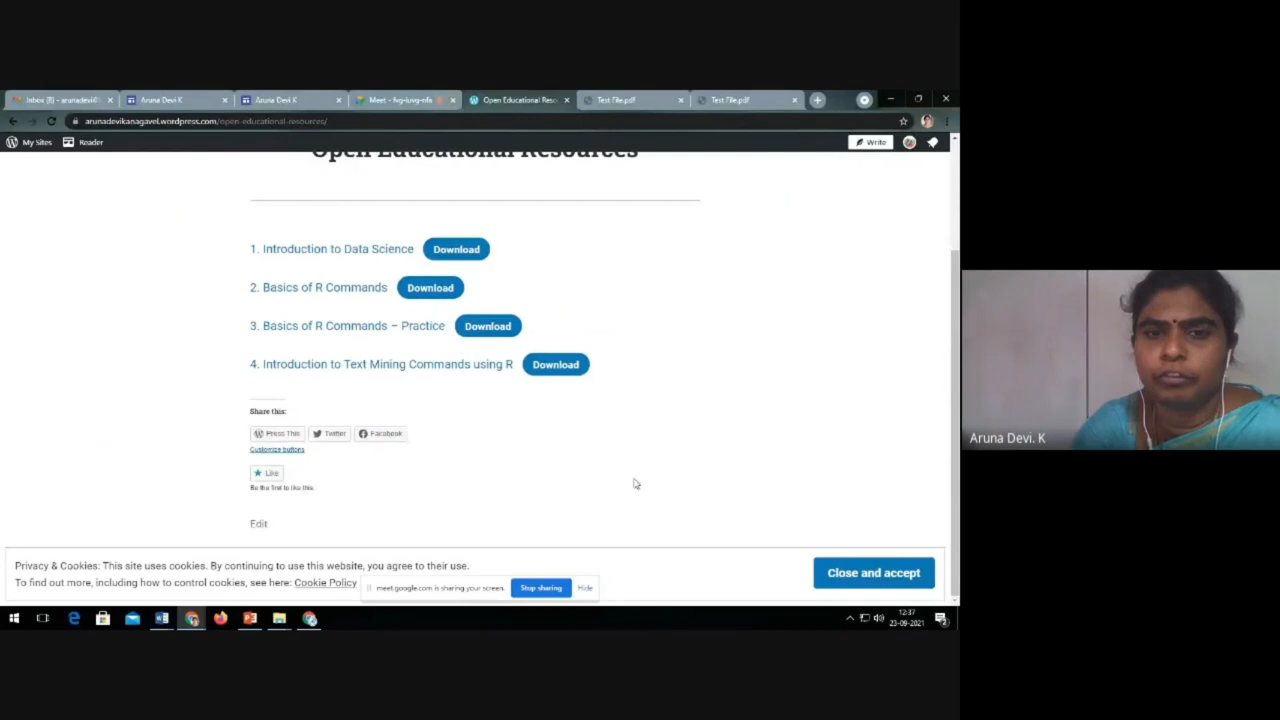 Inbox (8) - arunadevi@
Aruna Devi K
Aruna Devi K
Meet - 
Open Educational Reso
Test File.pdf
Test File.pdf
arunadevikanagavel.wordpress.com/open-educational-resources/
My Sites
Reader
Write
Open Educational Resources
1. Introduction to Data Science Download
2. Basics of R Commands Download
3. Basics of R Commands – Practice Download
4. Introduction to Text Mining Commands using R Download
Share this:
Press This Twitter Facebook
Customize buttons
Like
Be the first to like this.
Edit
Privacy & Cookies: This site uses cookies. By continuing to use this website, you agree to their use.
To find out more, including how to control cookies, see here: Cookie Policy
Close and accept
meet.google.com is sharing your screen. Stop sharing Hide
12:37
23-09-2021
Aruna Devi. K